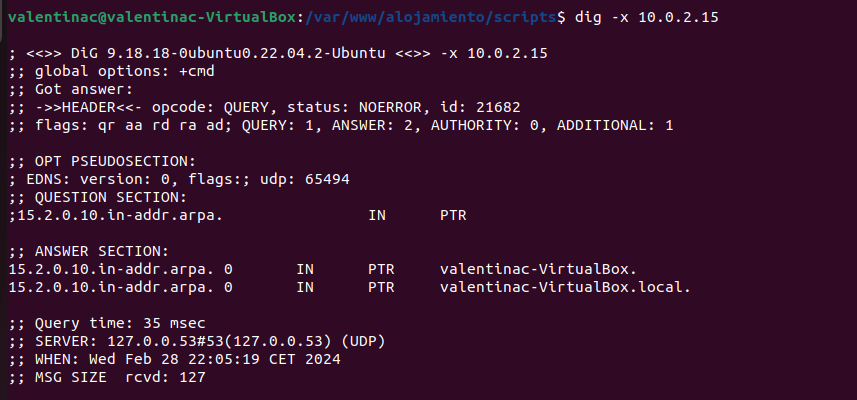 valentinac@valentinac-VirtualBox:/var/www/alojamiento/scripts$ dig -x 10.0.2.15

; <<>> DiG 9.18.18-0ubuntu0.22.04.2-Ubuntu <<>> -x 10.0.2.15
;; global options: +cmd
;; Got answer:
;; ->>HEADER<<- opcode: QUERY, status: NOERROR, id: 21682
;; flags: qr aa rd ra ad; QUERY: 1, ANSWER: 2, AUTHORITY: 0, ADDITIONAL: 1

;; OPT PSEUDOSECTION:
; EDNS: version: 0, flags:; udp: 65494
;; QUESTION SECTION:
;15.2.0.10.in-addr.arpa.		IN	PTR

;; ANSWER SECTION:
15.2.0.10.in-addr.arpa. 0	IN	PTR	valentinac-VirtualBox.
15.2.0.10.in-addr.arpa. 0	IN	PTR	valentinac-VirtualBox.local.

;; Query time: 35 msec
;; SERVER: 127.0.0.53#53(127.0.0.53) (UDP)
;; WHEN: Wed Feb 28 22:05:19 CET 2024
;; MSG SIZE  rcvd: 127